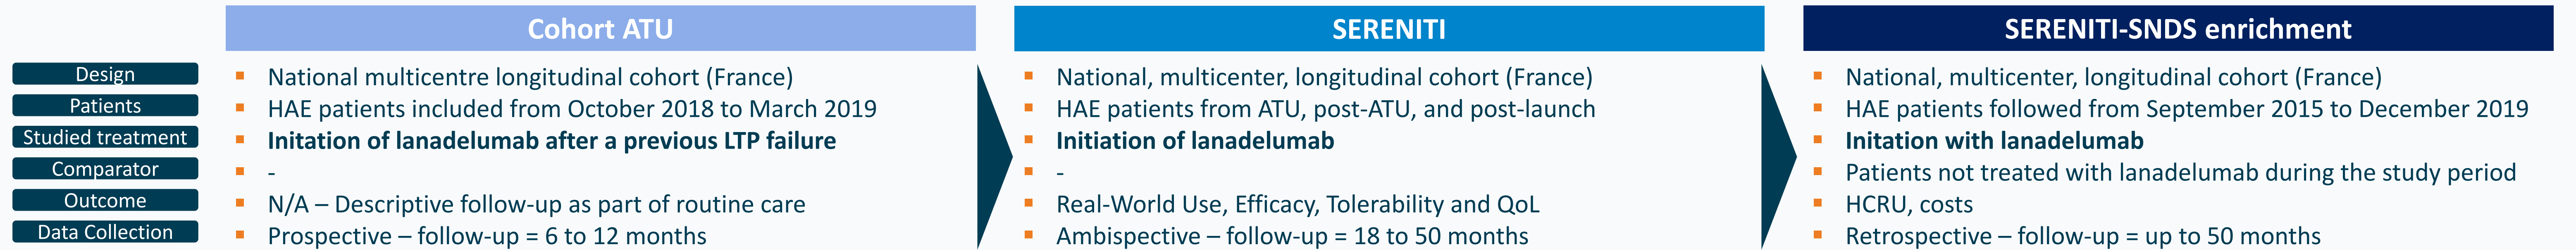 Cohort ATU
SERENITI
SERENITI-SNDS enrichment
Design
National multicentre longitudinal cohort (France)
National, multicenter, longitudinal cohort (France)
National, multicenter, longitudinal cohort (France)
Patients
HAE patients included from October 2018 to March 2019
HAE patients from ATU, post-ATU, and post-launch
HAE patients followed from September 2015 to December 2019
Studied treatment
Initation of lanadelumab after a previous LTP failure
Initiation of lanadelumab
Initation with lanadelumab
Comparator
-
-
Patients not treated with lanadelumab during the study period
Outcome
N/A – Descriptive follow-up as part of routine care
Real-World Use, Efficacy, Tolerability and QoL
HCRU, costs
Data Collection
Prospective – follow-up = 6 to 12 months
Ambispective – follow-up = 18 to 50 months
Retrospective – follow-up = up to 50 months